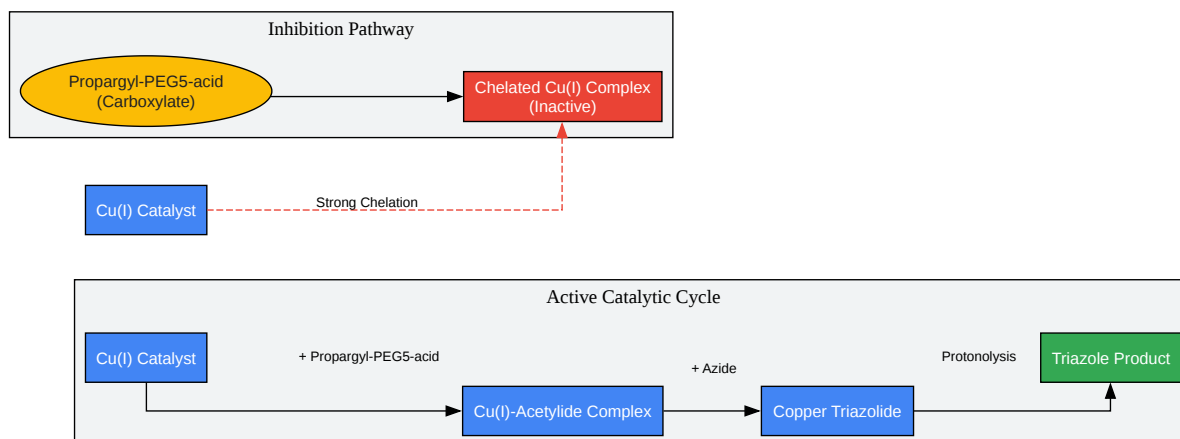 Inhibition Pathway
Propargyl-PEG5-acid
(Carboxylate)
Chelated Cu(I) Complex
(Inactive)
Cu(I) Catalyst
Strong Chelation
Active Catalytic Cycle
Cu(I) Catalyst
+ Propargyl-PEG5-acid
Cu(I)-Acetylide Complex
+ Azide
Copper Triazolide
Protonolysis
Triazole Product